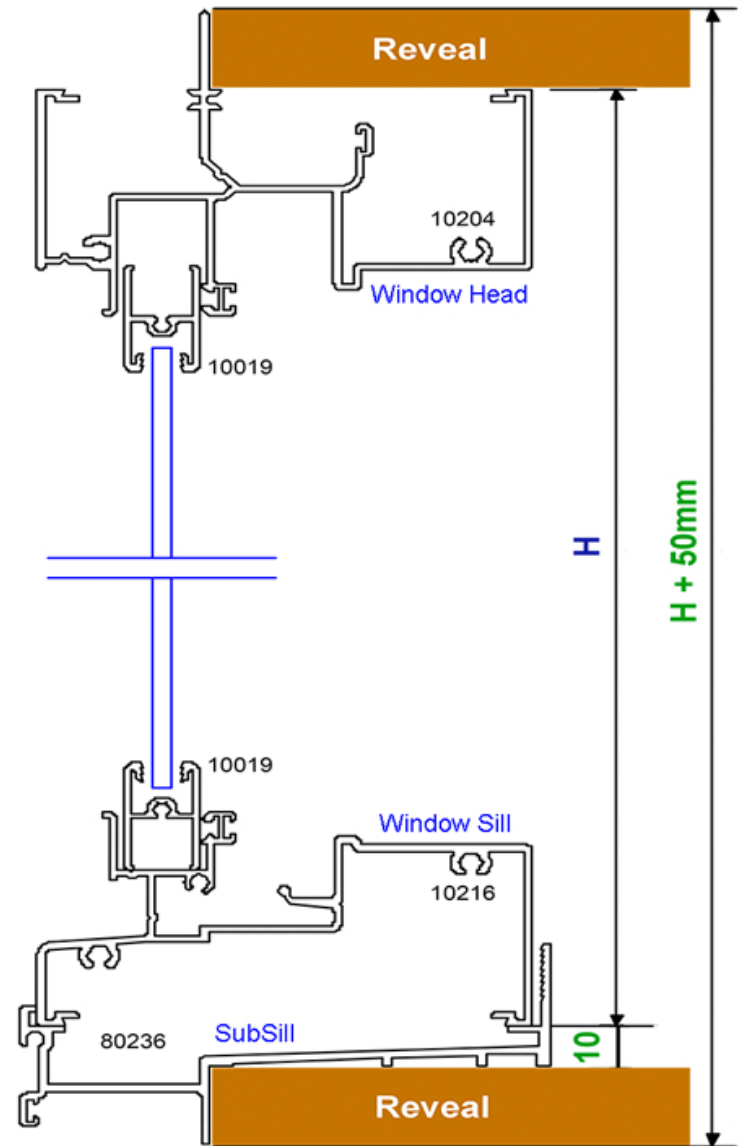 Reveal
10204
Window Head
10019
H
H + 50mm
10019
Window Sill
10216
SubSill
80236
10
Reveal